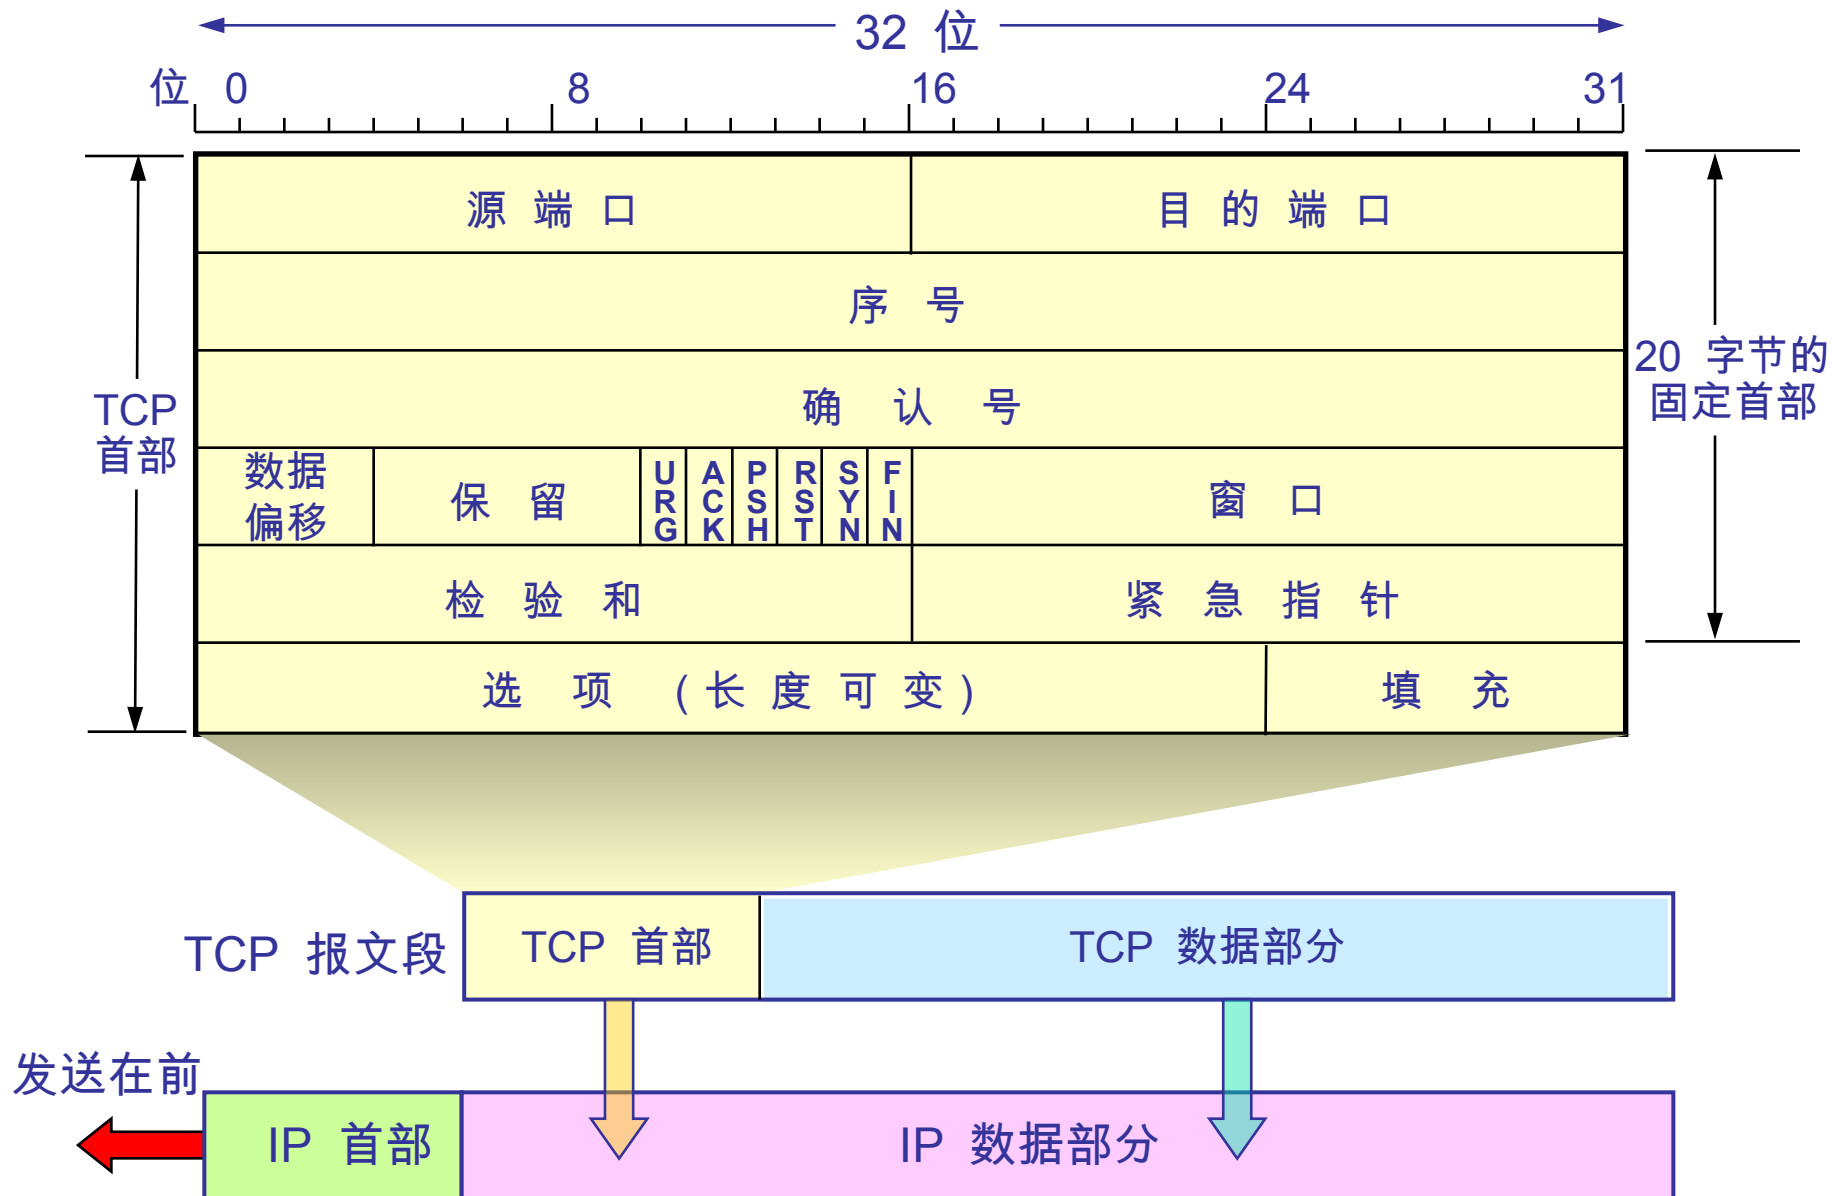 32 位
位 0 8 16 24 31
源 端 口 目 的 端 口
序 号
确 认 号
TCP
首部
20 字节的
固定首部
数据
偏移
保 留
URG
ACK
PSH
RST
SYN
FIN
窗 口
检 验 和 紧 急 指 针
选 项 (长 度 可 变) 填 充
TCP 报文段
TCP 首部 TCP 数据部分
发送在前
IP 首部 IP 数据部分